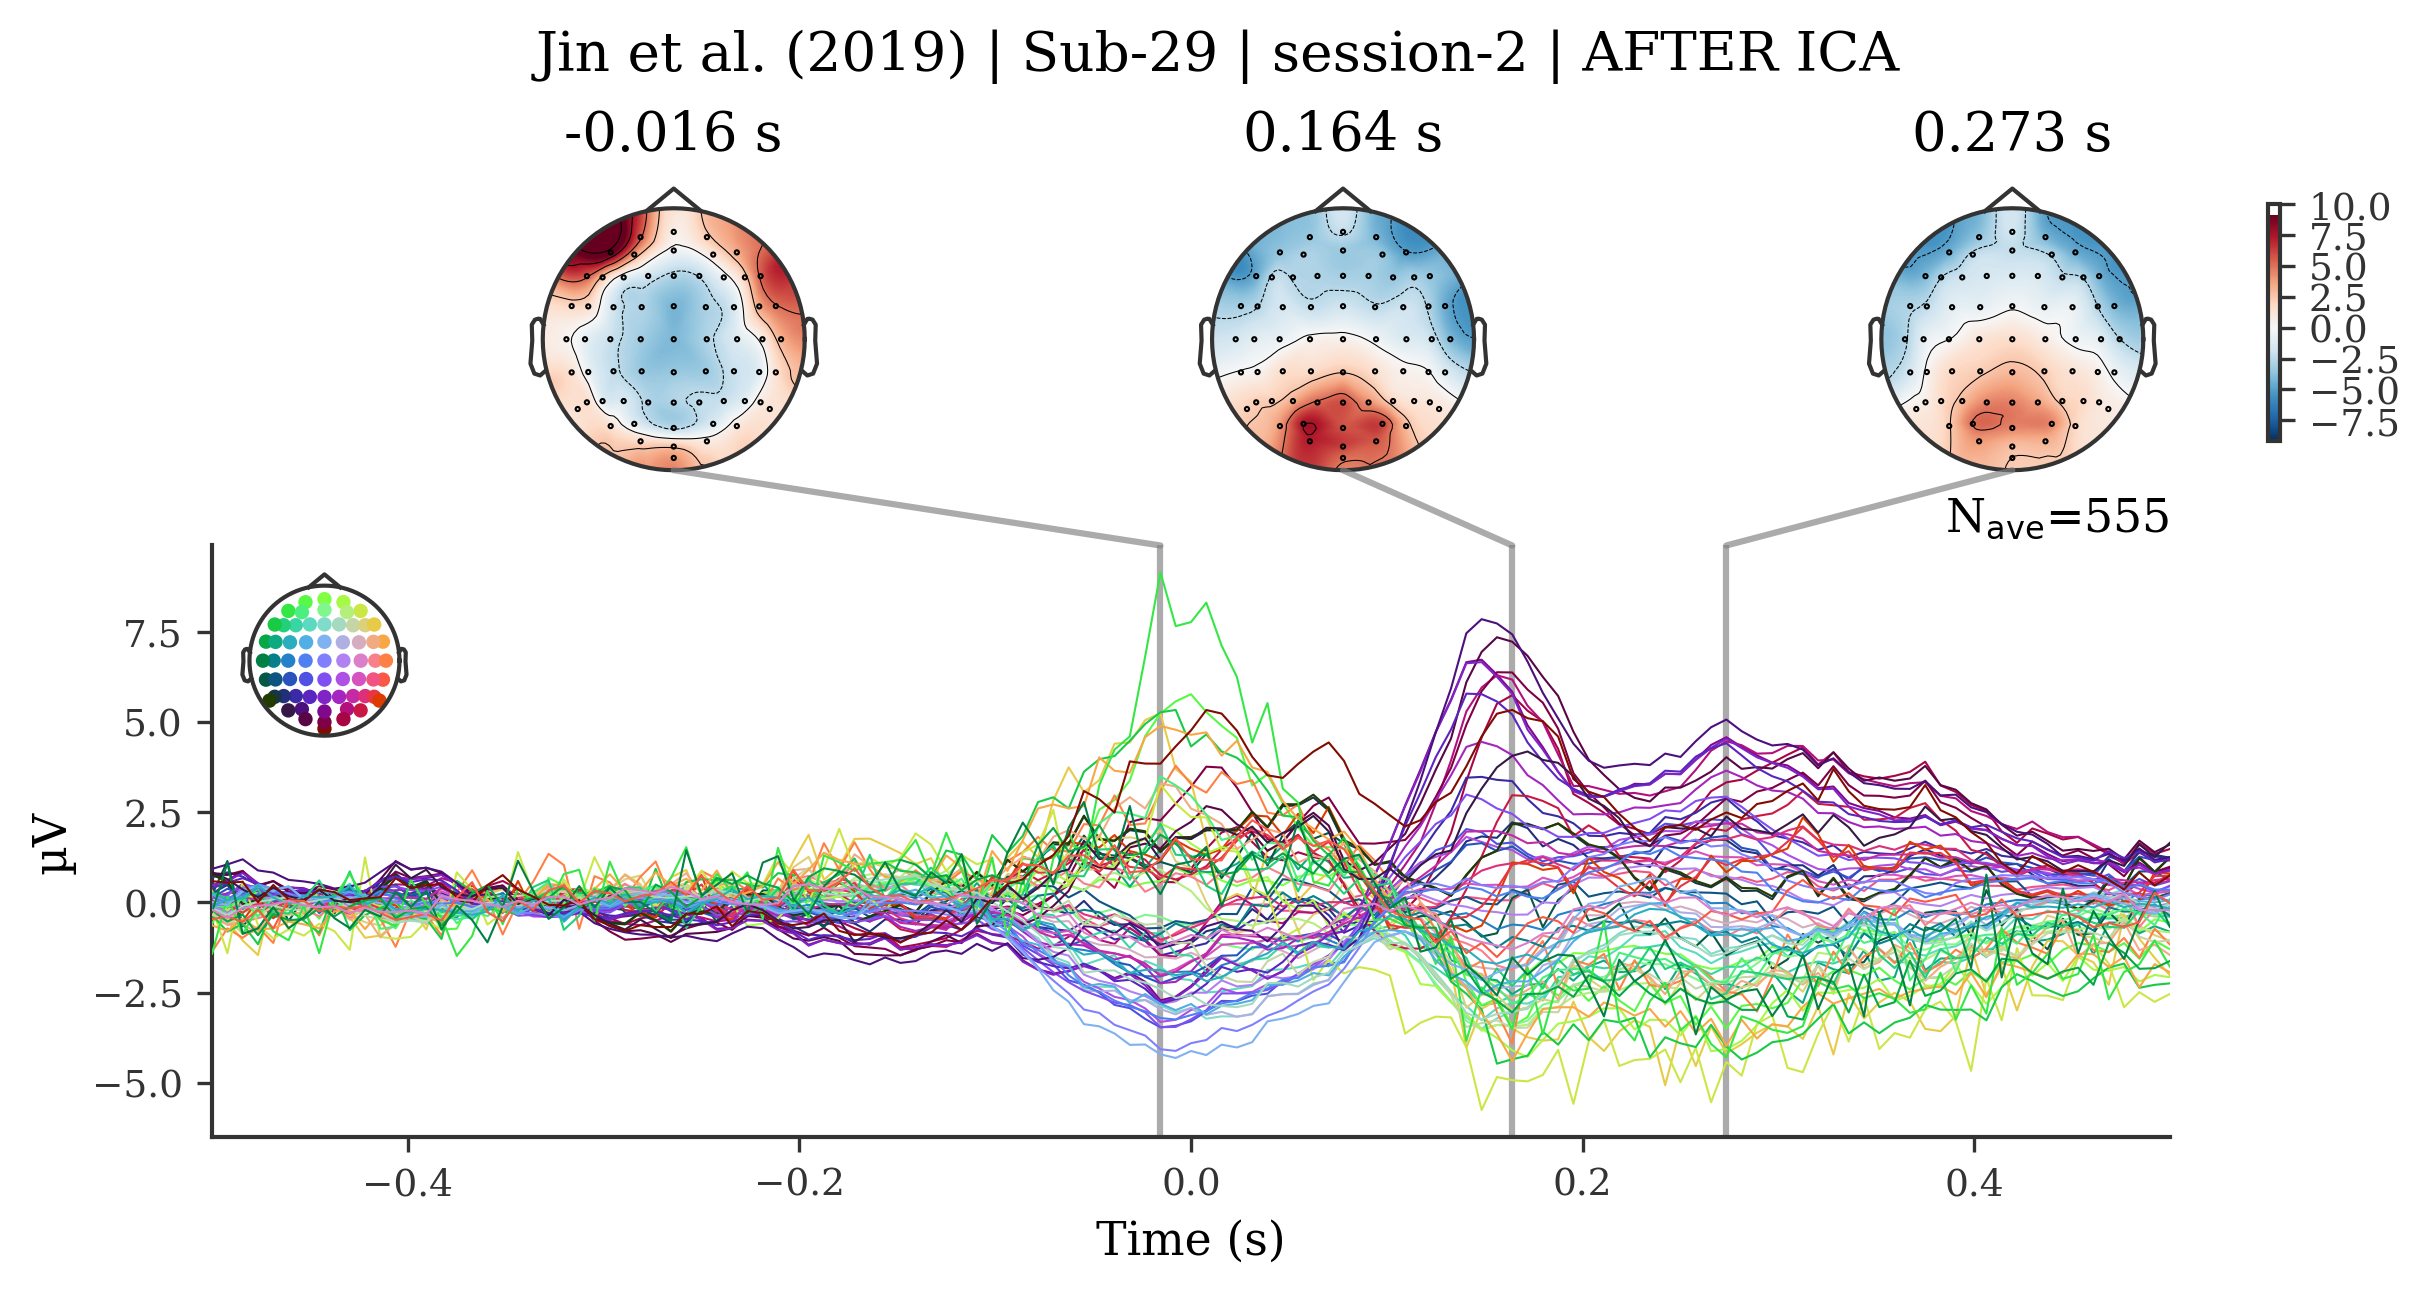 Jin et al. (2019) | Sub-29 | session-2 | AFTER ICA
-0.016 s
0.164 s
0.273 s
10.0
7.5
5.0
2.5
0.0
−2.5
−5.0
−7.5
Nave=555
7.5
5.0
2.5
0.0
−2.5
−5.0
µV
−0.4
−0.2
0.0
0.2
0.4
Time (s)